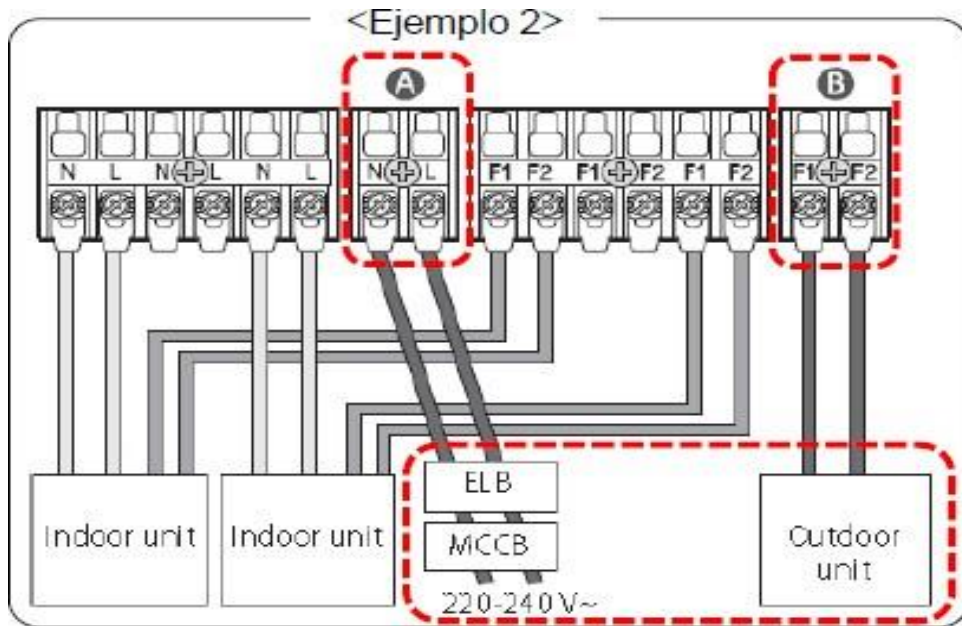 <Ejemplo 2>
A B
N L N L N L N L F1 F2 F1 F2 F1 F2 F1 F2
Indoor unit
Indoor unit
ELB
MCCB
220-240 V~
Outdoor
unit